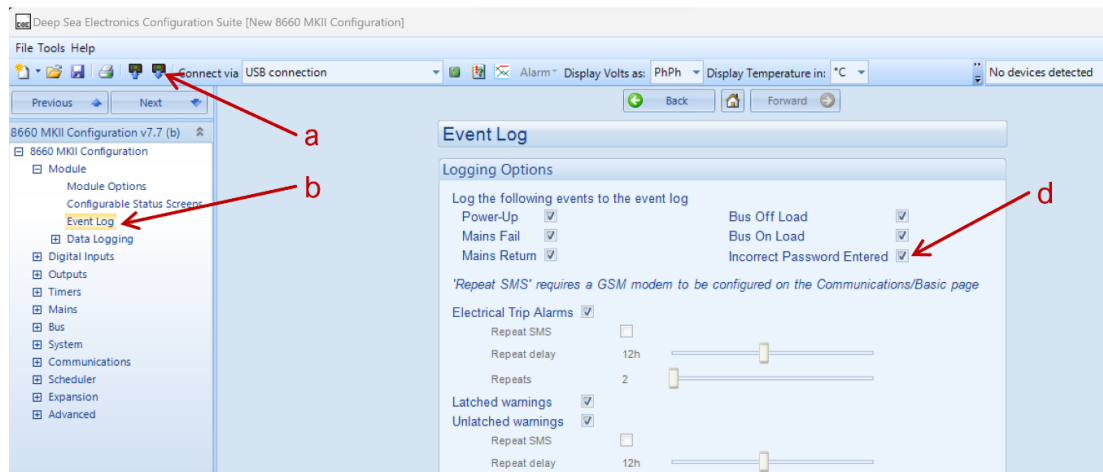 DSE Deep Sea Electronics Configuration Suite [New 8660 MKII Configuration]
File Tools Help
Connect via USB connection Alarm Display Volts as: PhPh Display Temperature in: °C No devices detected
Previous Next
Back Forward
8660 MKII Configuration v7.7 (b)
8660 MKII Configuration
Module
Module Options
Configurable Status Screens
Event Log
Data Logging
Digital Inputs
Outputs
Timers
Mains
Bus
System
Communications
Scheduler
Expansion
Advanced
a
b
Event Log
Logging Options
Log the following events to the event log
Power-Up Bus Off Load
Mains Fail Bus On Load
Mains Return Incorrect Password Entered
d
'Repeat SMS' requires a GSM modem to be configured on the Communications/Basic page
Electrical Trip Alarms
Repeat SMS
Repeat delay 12h
Repeats 2
Latched warnings
Unlatched warnings
Repeat SMS
Repeat delay 12h